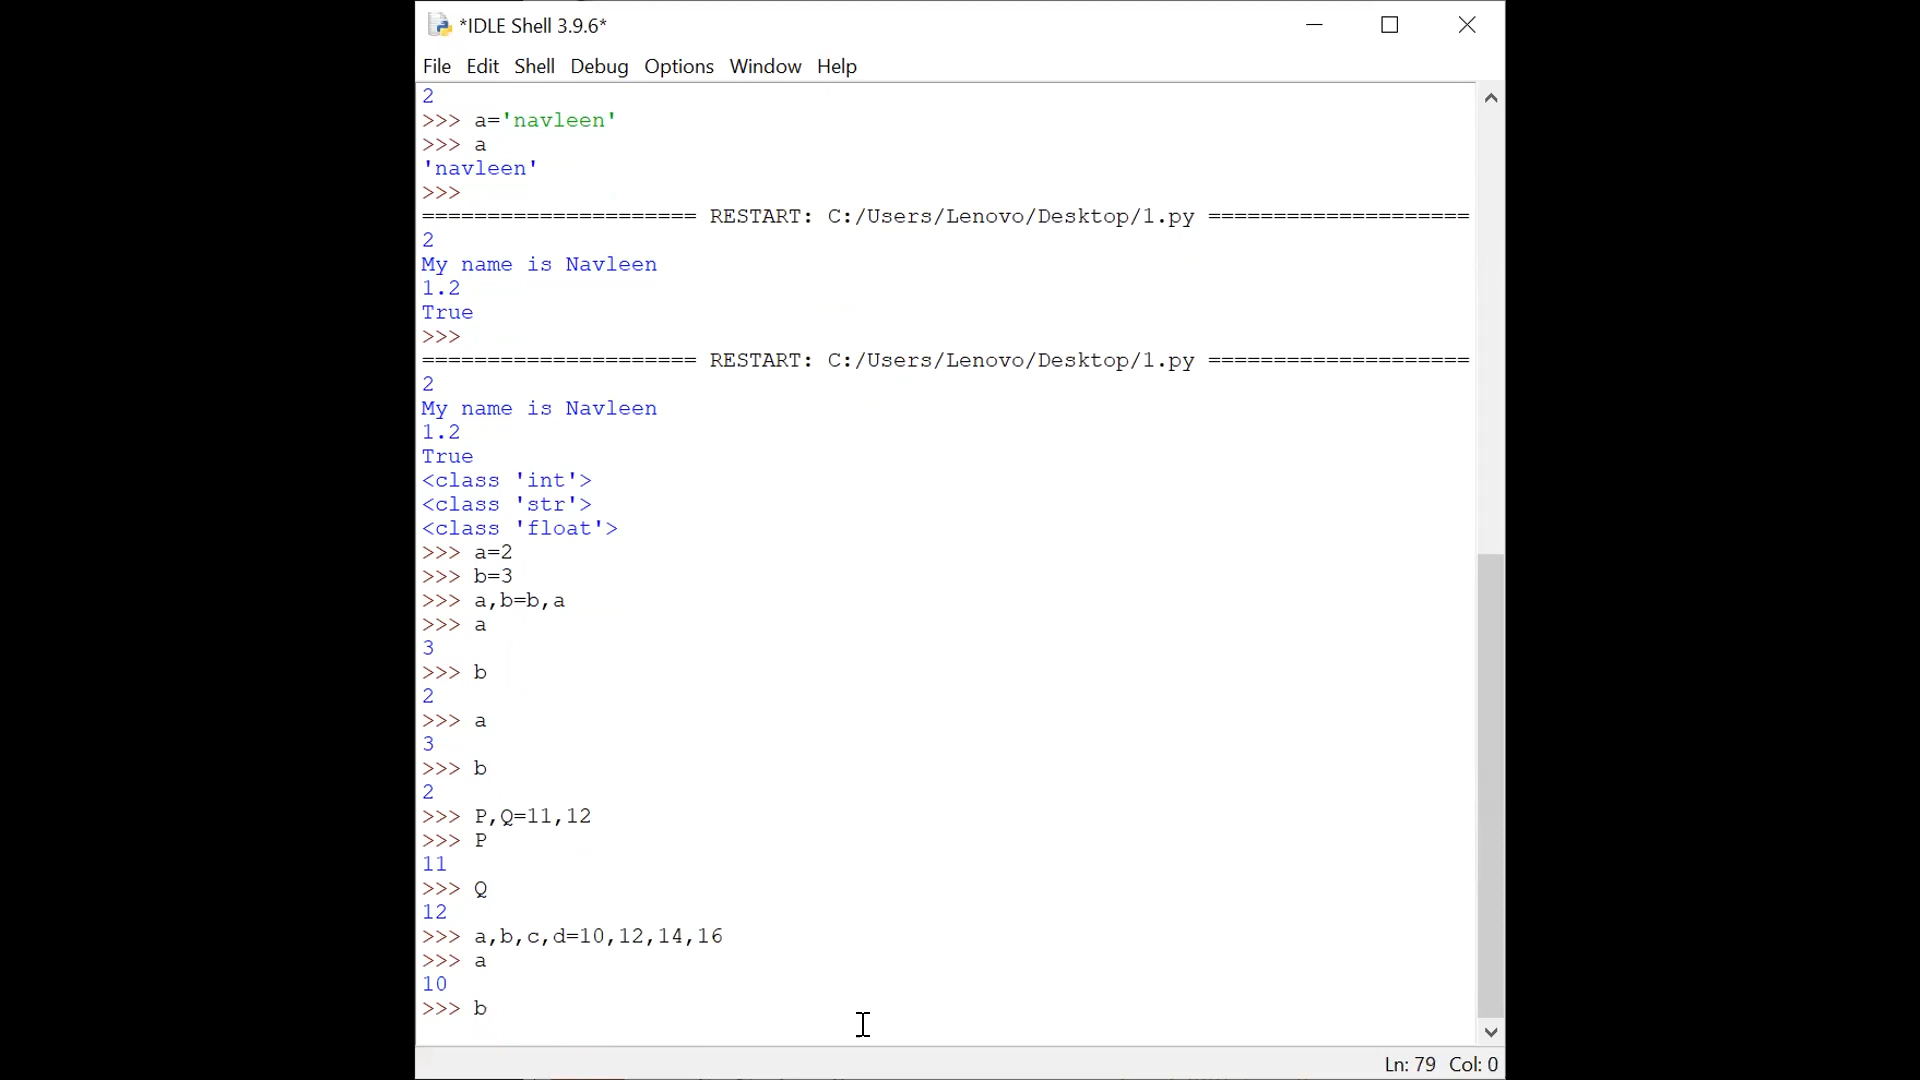 *IDLE Shell 3.9.6*
File Edit Shell Debug Options Window Help
2
>>> a='navleen'
>>> a
'navleen'
>>>
===================== RESTART: C:/Users/Lenovo/Desktop/1.py ====================
2
My name is Navleen
1.2
True
>>>
===================== RESTART: C:/Users/Lenovo/Desktop/1.py ====================
2
My name is Navleen
1.2
True
<class 'int'>
<class 'str'>
<class 'float'>
>>> a=2
>>> b=3
>>> a,b=b,a
>>> a
3
>>> b
2
>>> a
3
>>> b
2
>>> P,Q=11,12
>>> P
11
>>> Q
12
>>> a,b,c,d=10,12,14,16
>>> a
10
>>> b
Ln: 79 Col: 0